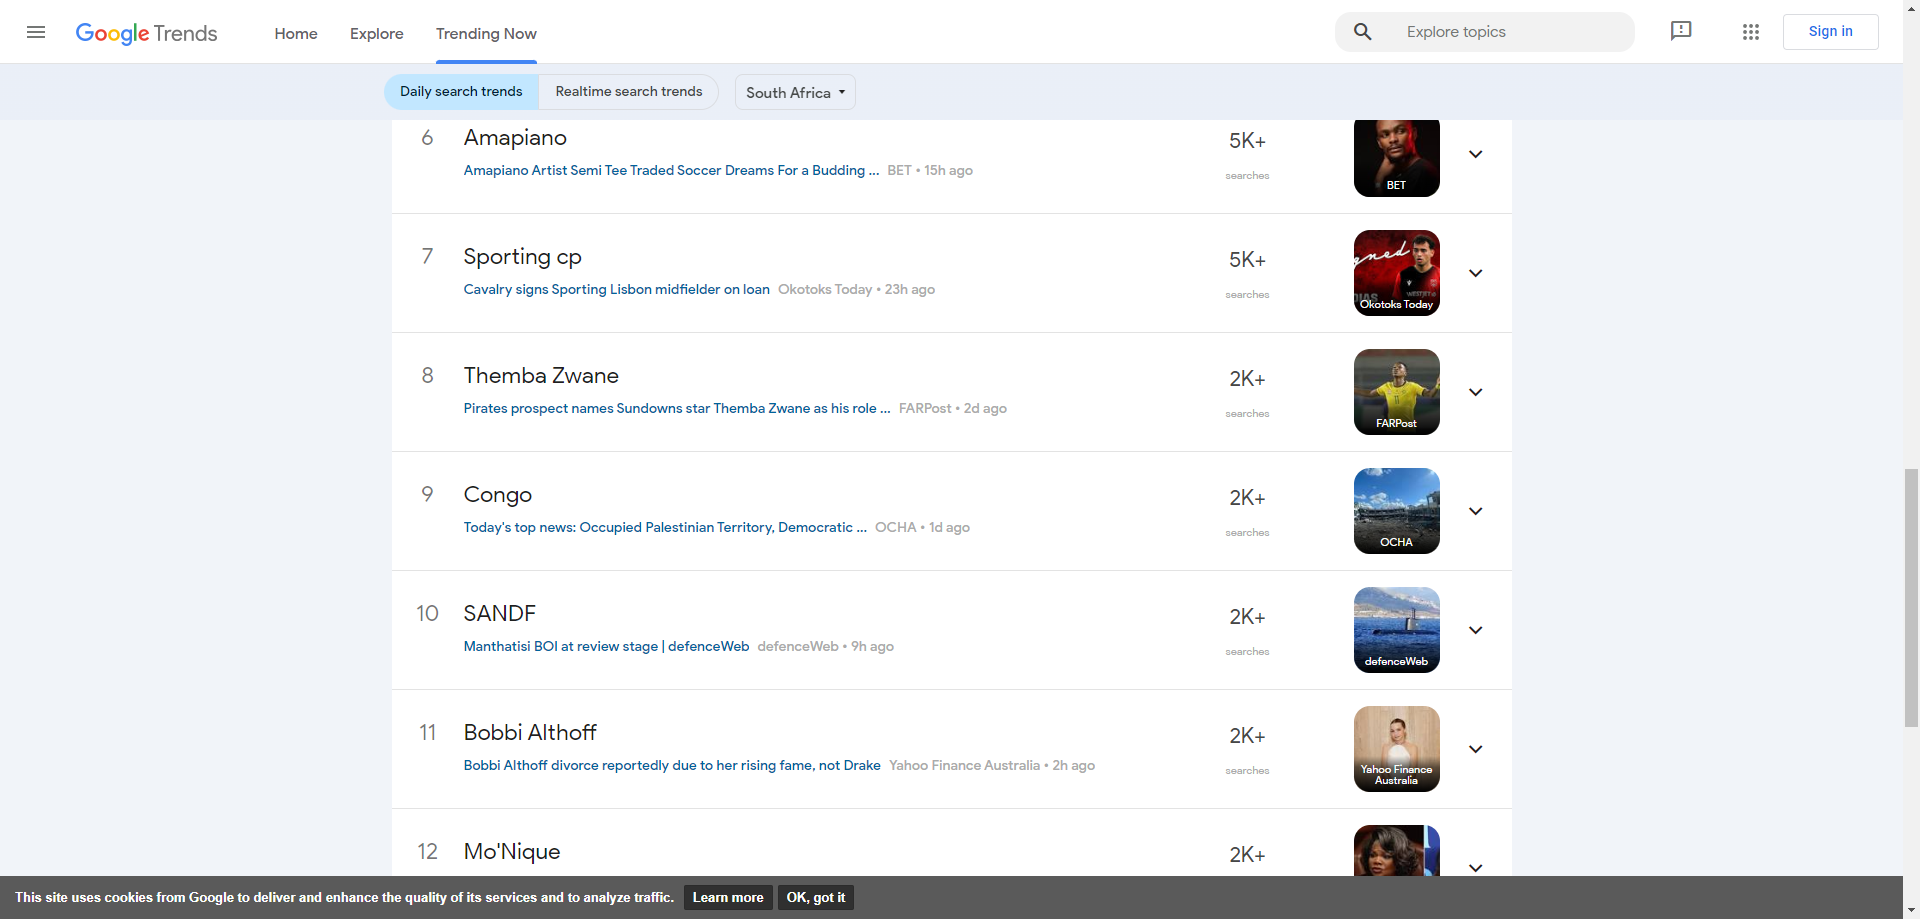 Google Trends
Home
Explore
Trending Now
Explore topics
Sign in
Daily search trends
Realtime search trends
South Africa
6
Amapiano
Amapiano Artist Semi Tee Traded Soccer Dreams For a Budding ... BET • 15h ago
5K+
searches
BET
7
Sporting cp
Cavalry signs Sporting Lisbon midfielder on loan Okotoks Today • 23h ago
5K+
searches
Okotoks Today
8
Themba Zwane
Pirates prospect names Sundowns star Themba Zwane as his role ... FARPost • 2d ago
2K+
searches
FARPost
9
Congo
Today's top news: Occupied Palestinian Territory, Democratic ... OCHA • 1d ago
2K+
searches
OCHA
10
SANDF
Manthatisi BOI at review stage | defenceWeb defenceWeb • 9h ago
2K+
searches
defenceWeb
11
Bobbi Althoff
Bobbi Althoff divorce reportedly due to her rising fame, not Drake Yahoo Finance Australia • 2h ago
2K+
searches
Yahoo Finance
Australia
12
Mo'Nique
2K+
This site uses cookies from Google to deliver and enhance the quality of its services and to analyze traffic.
Learn more
OK, got it